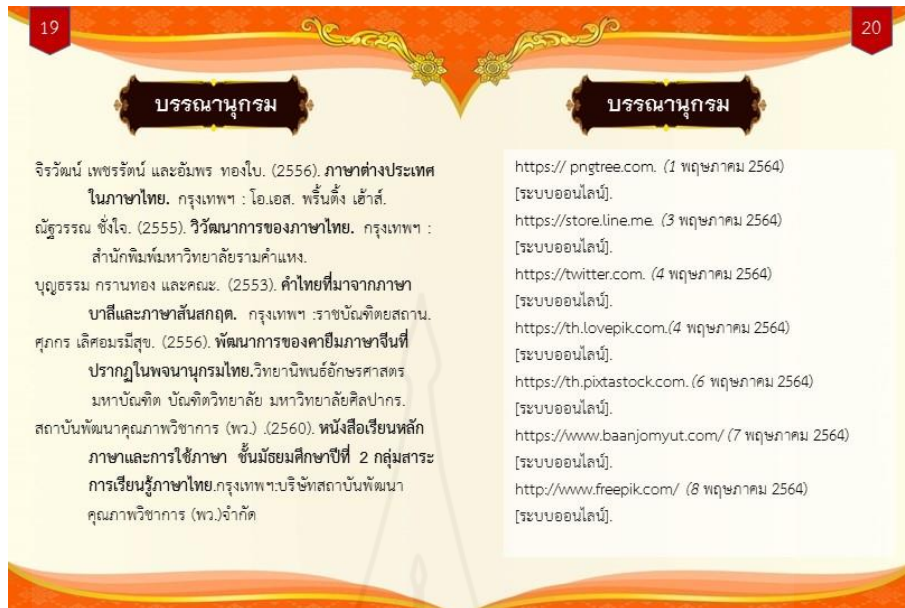 19
บรรณานุกรม
จิรวัฒน์ เพชรรัตน์ และอัมพร ทองใบ. (2556). ภาษาต่างประเทศ
ในภาษาไทย. กรุงเทพฯ : โอ.เอส. พริ้นติ้ง เฮ้าส์.
ณัฐวรรณ ชั่งใจ. (2555). วิวัฒนาการของภาษาไทย. กรุงเทพฯ :
สำนักพิมพ์มหาวิทยาลัยรามคำแหง.
บุญธรรม กรานทอง และคณะ. (2553). คำไทยที่มาจากภาษา
บาลีและภาษาสันสกฤต. กรุงเทพฯ :ราชบัณฑิตยสถาน.
ศุภกร เลิศอมรมีสุข. (2556). พัฒนาการของคายืมภาษาจีนที่
ปรากฏในพจนานุกรมไทย.วิทยานิพนธ์อักษรศาสตร
มหาบัณฑิต บัณฑิตวิทยาลัย มหาวิทยาลัยศิลปากร.
สถาบันพัฒนาคุณภาพวิชาการ (พว.) .(2560). หนังสือเรียนหลัก
ภาษาและการใช้ภาษา ชั้นมัธยมศึกษาปีที่ 2 กลุ่มสาระ
การเรียนรู้ภาษาไทย.กรุงเทพฯ:บริษัทสถาบันพัฒนา
คุณภาพวิชาการ (พว.)จำกัด
20
บรรณานุกรม
https:// pngtree.com. (1 พฤษภาคม 2564)
[ระบบออนไลน์].
https://store.line.me. (3 พฤษภาคม 2564)
[ระบบออนไลน์].
https://twitter.com. (4 พฤษภาคม 2564)
[ระบบออนไลน์].
https://th.lovepik.com.(4 พฤษภาคม 2564)
[ระบบออนไลน์].
https://th.pixtastock.com. (6 พฤษภาคม 2564)
[ระบบออนไลน์].
https://www.baanjomyut.com/ (7 พฤษภาคม 2564)
[ระบบออนไลน์].
http://www.freepik.com/ (8 พฤษภาคม 2564)
[ระบบออนไลน์].